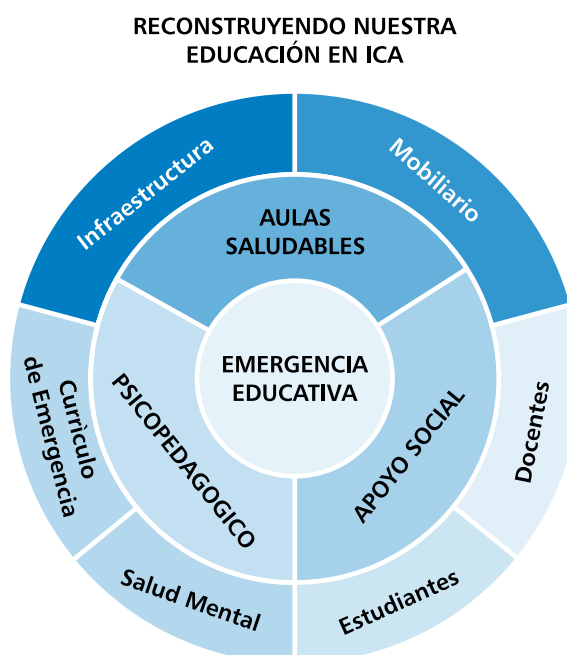 RECONSTRUYENDO NUESTRA
EDUCACIÓN EN ICA
Infraestructura
Mobiliario
AULAS
SALUDABLES
EMERGENCIA
EDUCATIVA
PSICOPEDAGOGICO
APOYO SOCIAL
Currìculo
de Emergencia
Docentes
Salud Mental
Estudiantes